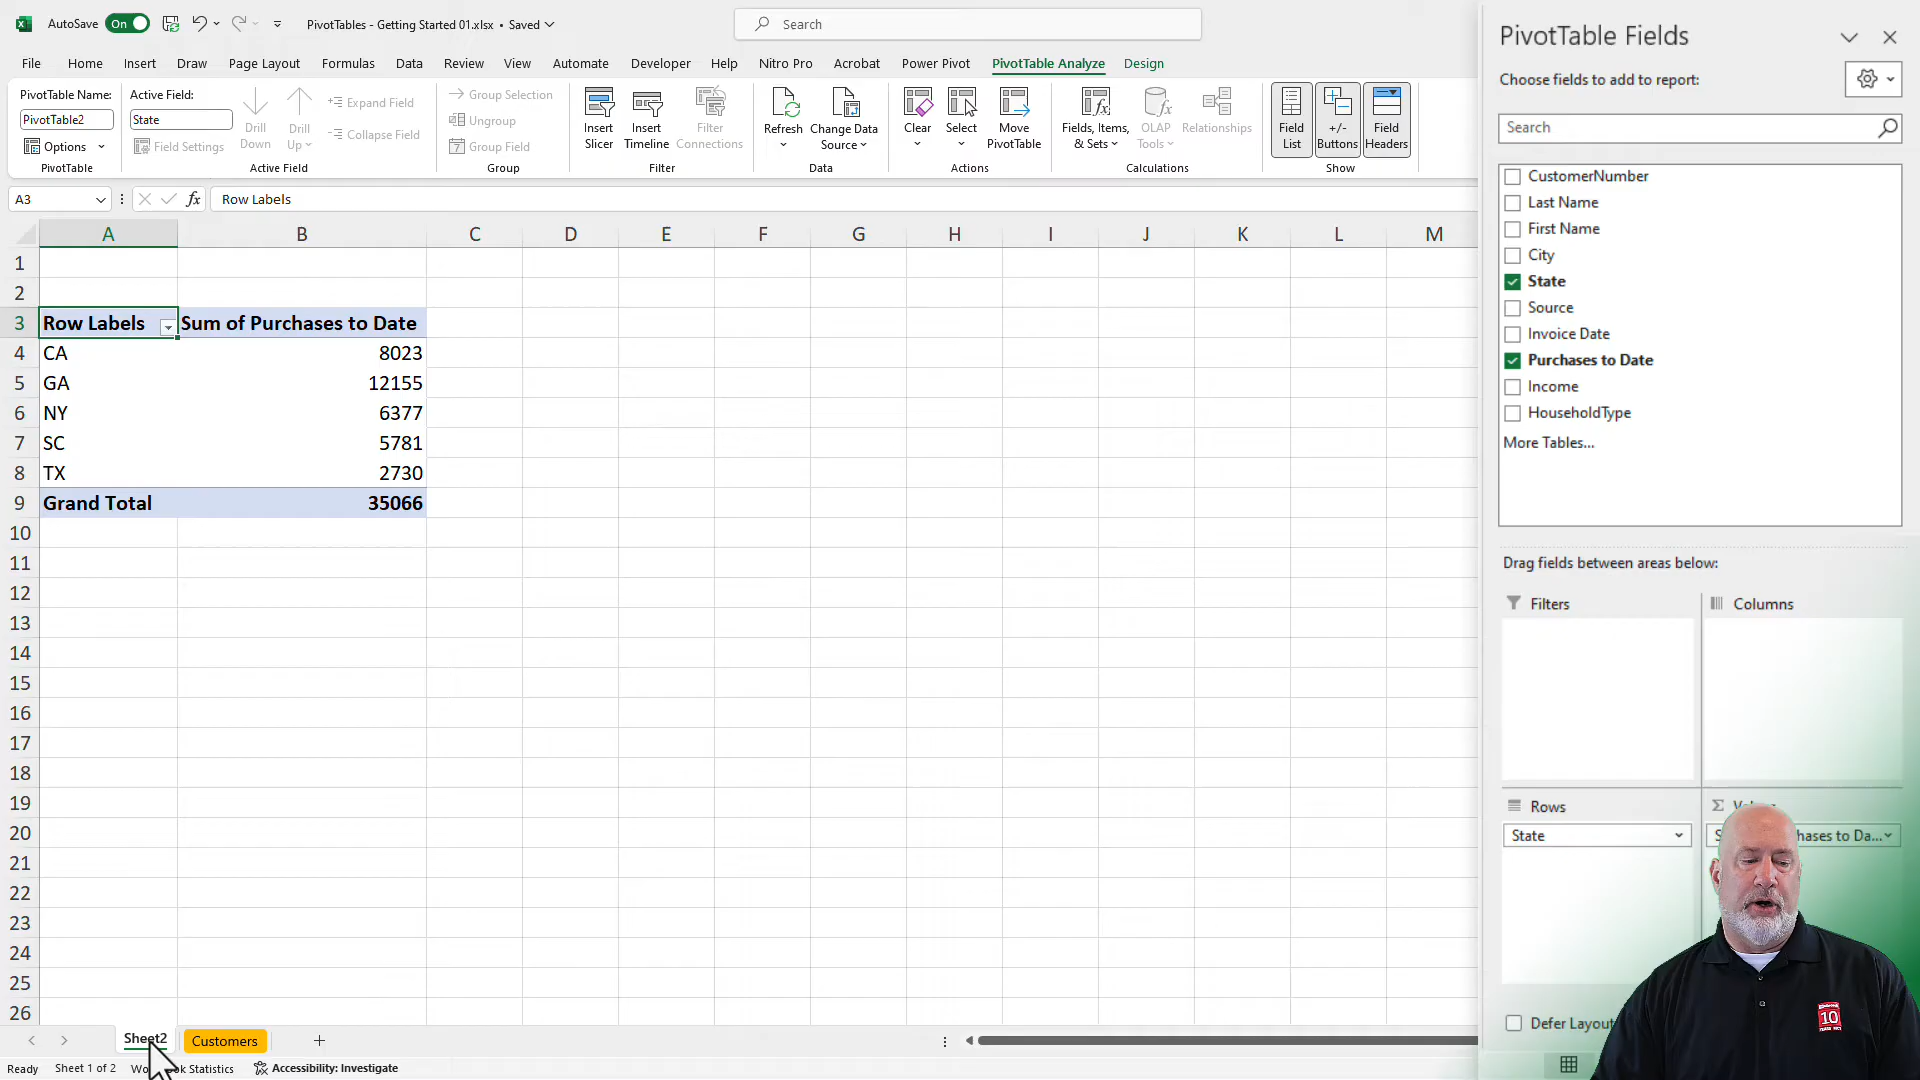 AutoSave On PivotTables - Getting Started 01.xlsx • Saved Search
File Home Insert Draw Page Layout Formulas Data Review View Automate Developer Help Nitro Pro Acrobat Power Pivot PivotTable Analyze Design
PivotTable Name:
PivotTable2
Options
PivotTable
Active Field:
State
Field Settings
Drill Down
Drill Up
Expand Field
Collapse Field
Active Field
Group Selection
Ungroup
Group Field
Group
Insert Slicer
Insert Timeline
Filter Connections
Filter
Refresh
Change Data Source
Data
Clear
Select
Move PivotTable
Actions
Fields, Items, & Sets
OLAP Tools
Relationships
Calculations
Field List
+/- Buttons
Field Headers
Show
A3 fx Row Labels
A B C D E F G H I J K L M
1
2
3 Row Labels Sum of Purchases to Date
4 CA 8023
5 GA 12155
6 NY 6377
7 SC 5781
8 TX 2730
9 Grand Total 35066
10
11
12
13
14
15
16
17
18
19
20
21
22
23
24
25
26
Sheet2 Customers
Ready Sheet 1 of 2 Statistics Accessibility: Investigate
PivotTable Fields
Choose fields to add to report:
Search
CustomerNumber
Last Name
First Name
City
State
Source
Invoice Date
Purchases to Date
Income
HouseholdType
More Tables...
Drag fields between areas below:
Filters Columns
Rows
State
Da...
Defer
10